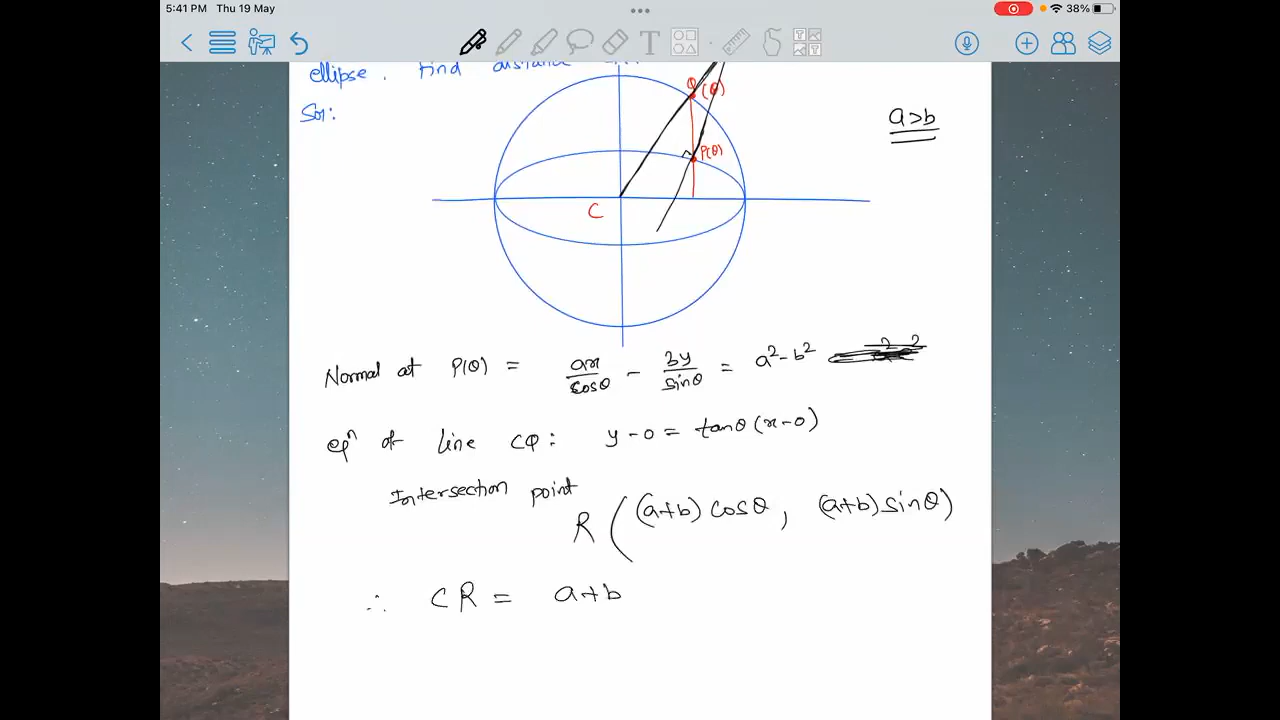 5:41 PM Thu 19 May 38%
ellipse. Find distance
Sol:
Q(θ)
a>b
P(θ)
C
Normal at P(θ) = ax/cosθ - by/sinθ = a²-b²
eqⁿ of line CQ: y-0 = tanθ(x-0)
Intersection point
R ((a+b) cosθ, (a+b) sinθ)
∴ CR = a+b